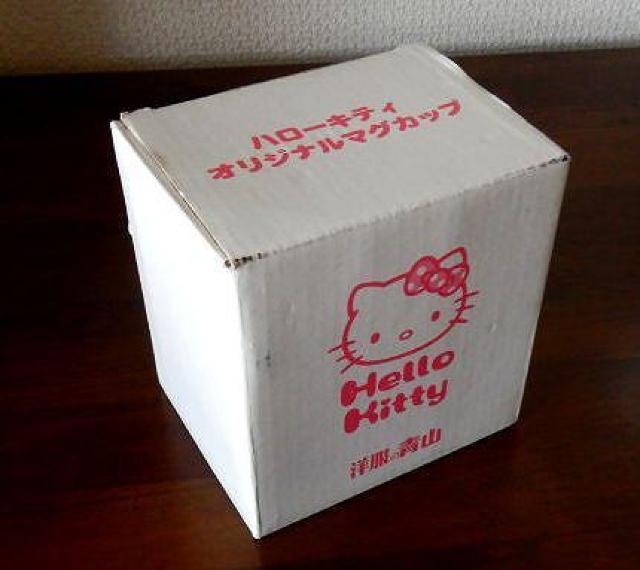 ハローキティ
オリジナルマグカップ
Hello
Kitty
洋服の青山